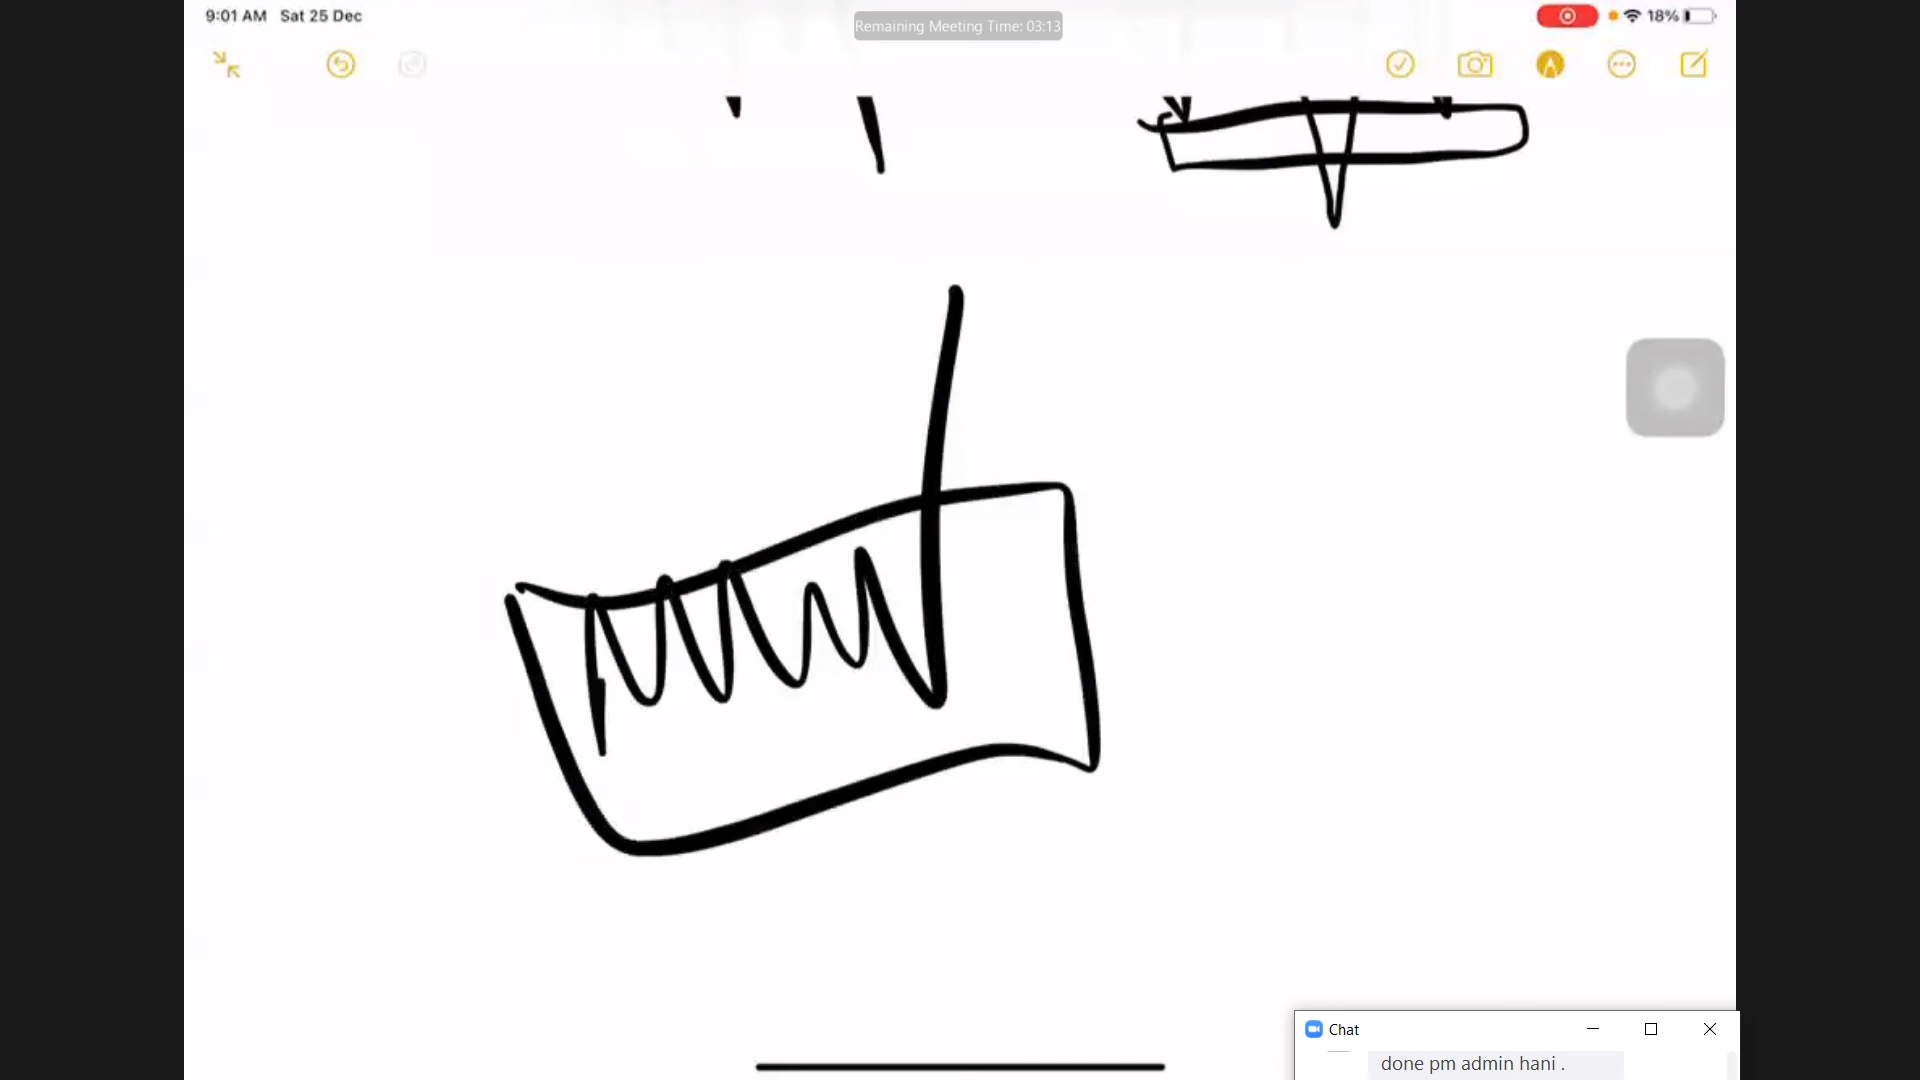 9:01 AM Sat 25 Dec
Remaining Meeting Time: 03:13
18%
Chat
done pm admin hani .